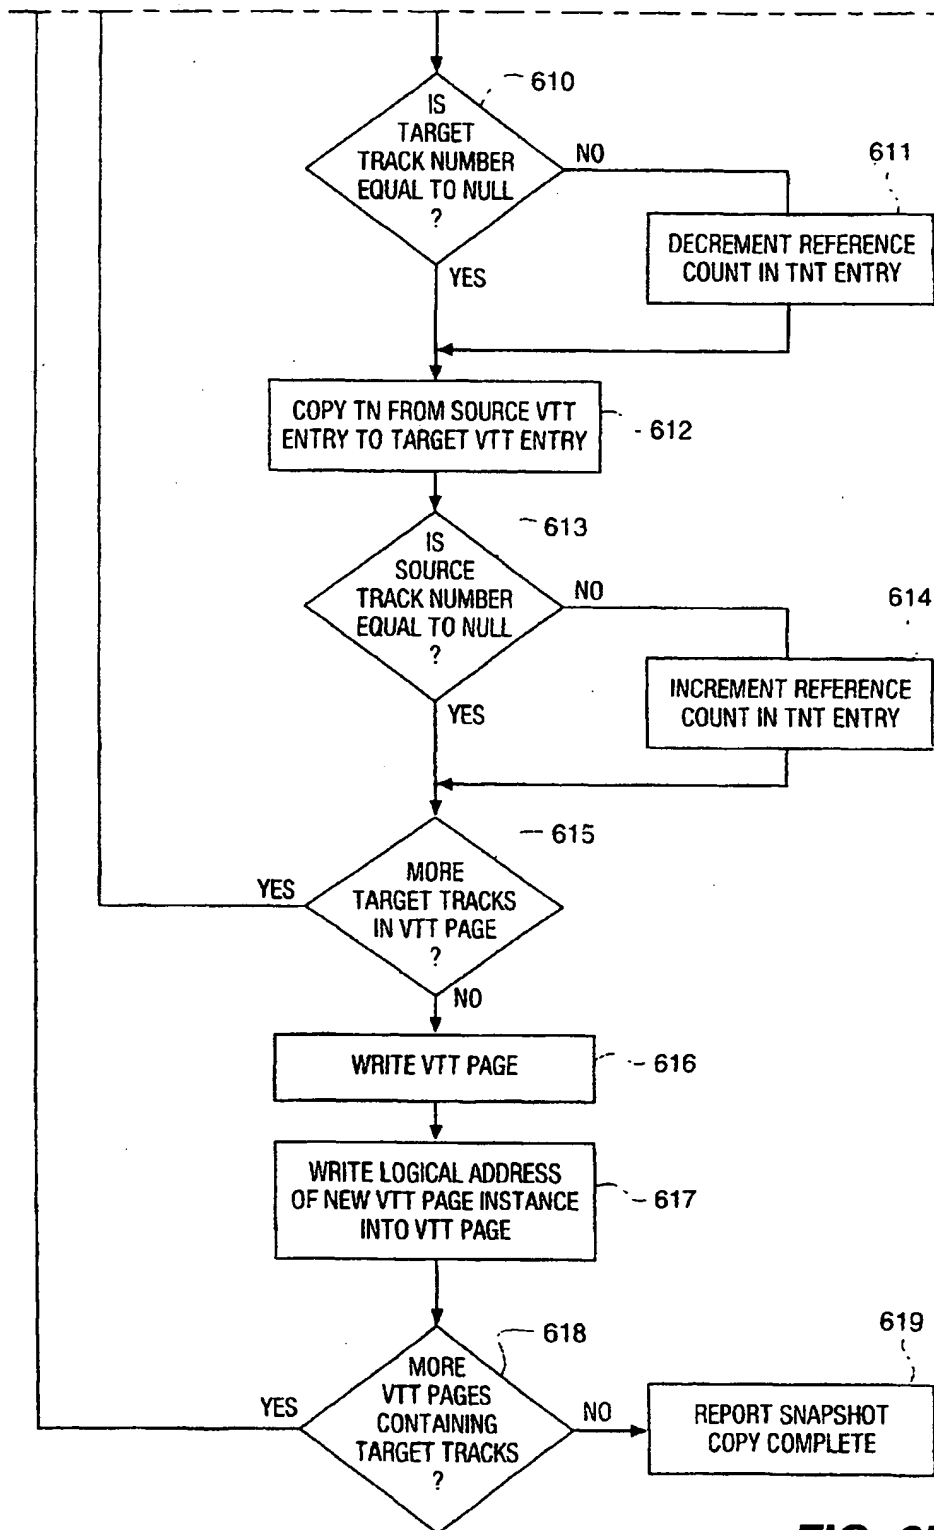 610
IS
TARGET
TRACK NUMBER
EQUAL TO NULL
?
NO
611
DECREMENT REFERENCE
COUNT IN TNT ENTRY
YES
COPY TN FROM SOURCE VTT
ENTRY TO TARGET VTT ENTRY
612
613
IS
SOURCE
TRACK NUMBER
EQUAL TO NULL
?
NO
614
INCREMENT REFERENCE
COUNT IN TNT ENTRY
YES
615
MORE
TARGET TRACKS
IN VTT PAGE
?
YES
NO
WRITE VTT PAGE
616
WRITE LOGICAL ADDRESS
OF NEW VTT PAGE INSTANCE
INTO VTT PAGE
617
618
MORE
VTT PAGES
CONTAINING
TARGET TRACKS
?
YES
NO
619
REPORT SNAPSHOT
COPY COMPLETE
FIG.